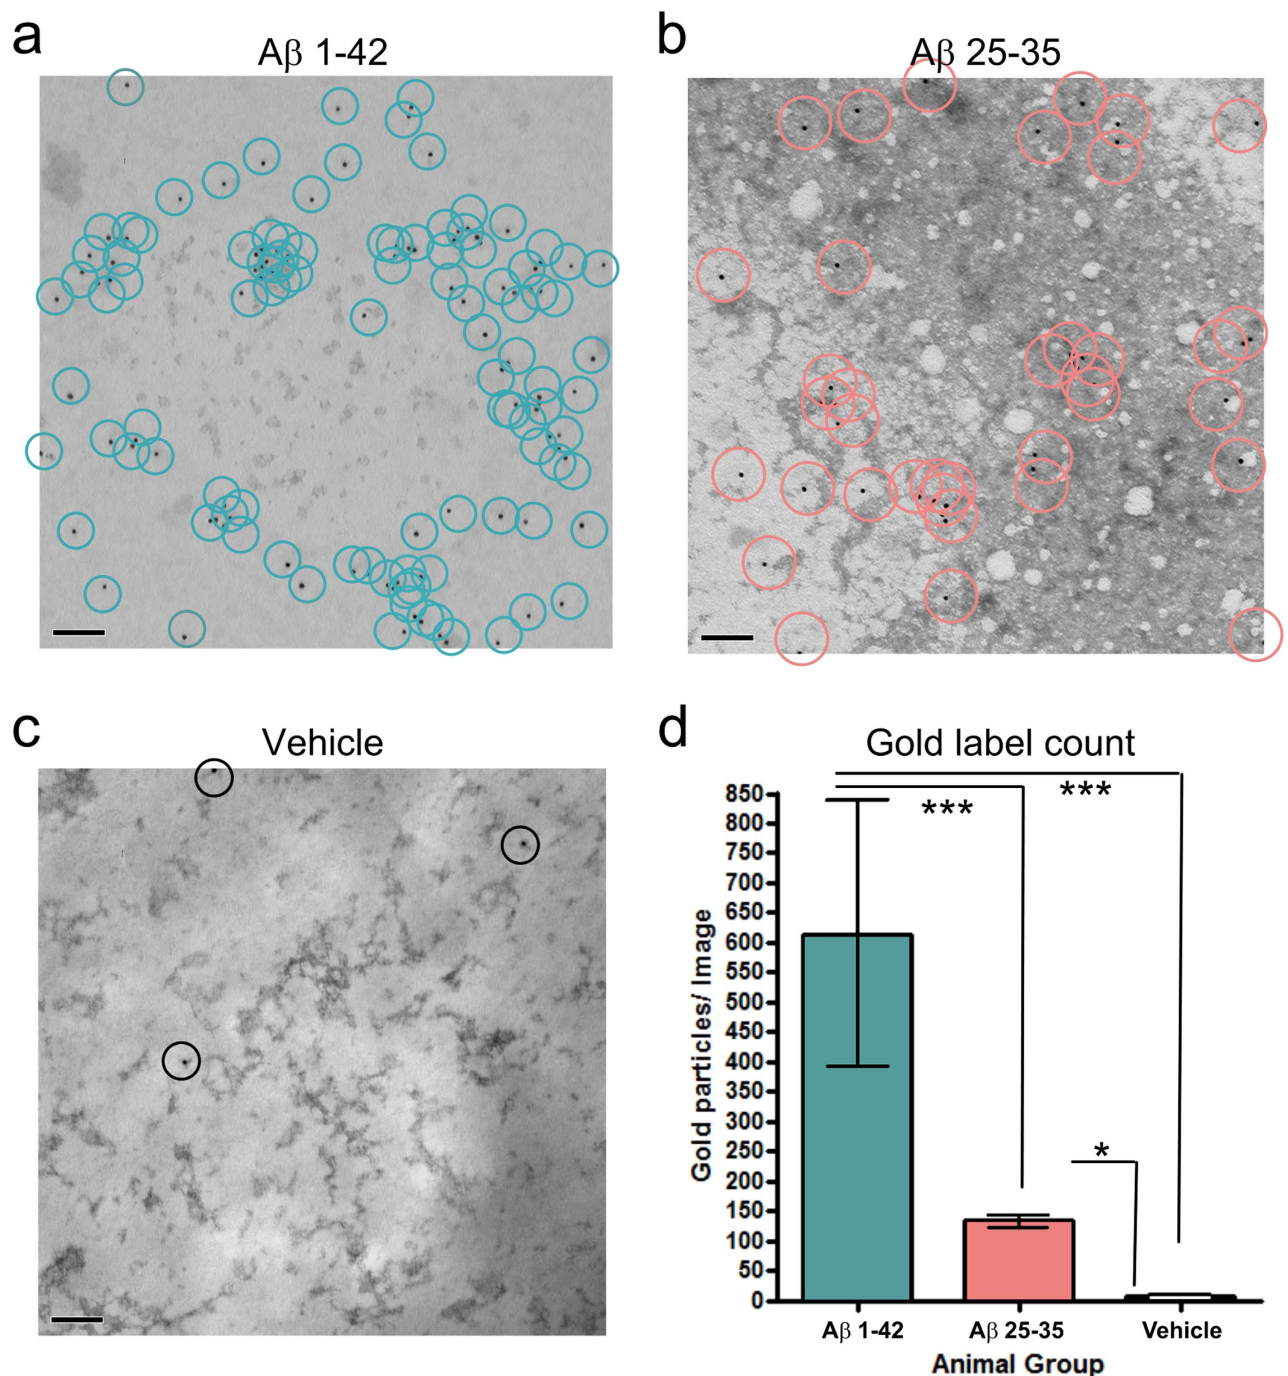 a
Aβ 1-42
b
Aβ 25-35
c
Vehicle
d
Gold label count
***
***
*
Gold particles/ Image
850
800
750
700
650
600
550
500
450
400
350
300
250
200
150
100
50
0
Aβ 1-42
Aβ 25-35
Vehicle
Animal Group